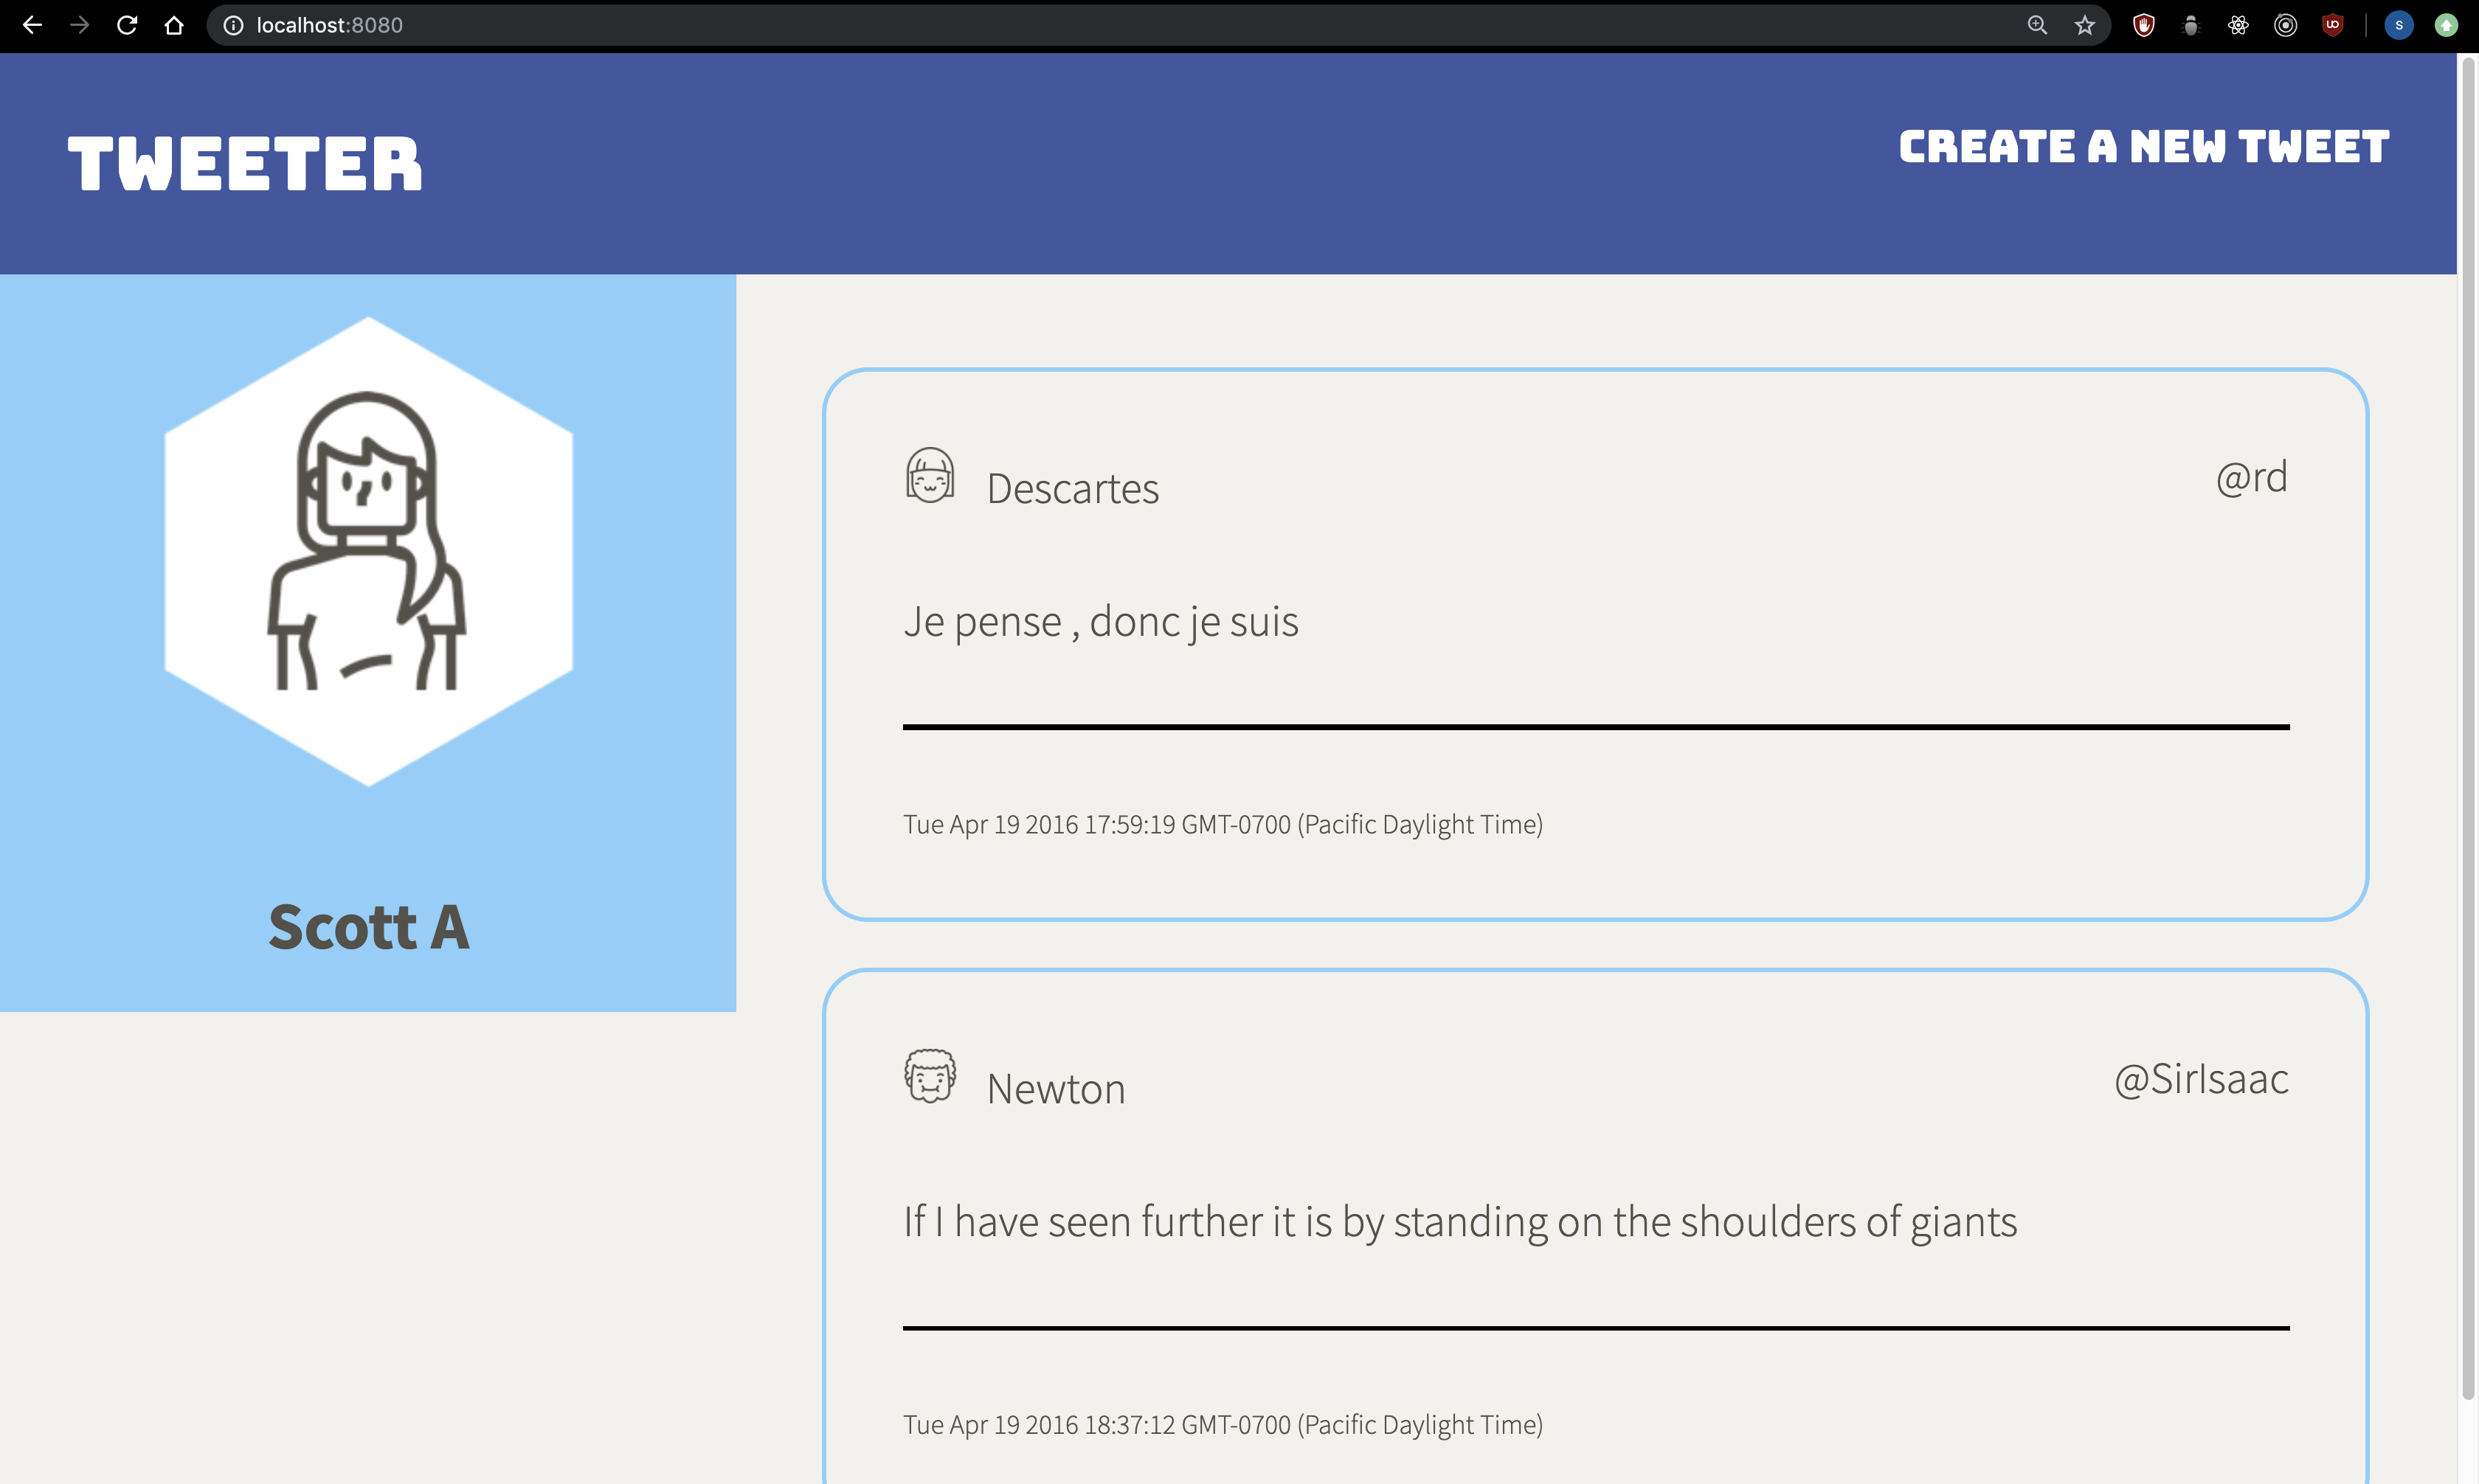 localhost:8080
S
TWEETER
CREATE A NEW TWEET
Scott A
Descartes
@rd
Je pense , donc je suis
Tue Apr 19 2016 17:59:19 GMT-0700 (Pacific Daylight Time)
Newton
@SirIsaac
If I have seen further it is by standing on the shoulders of giants
Tue Apr 19 2016 18:37:12 GMT-0700 (Pacific Daylight Time)